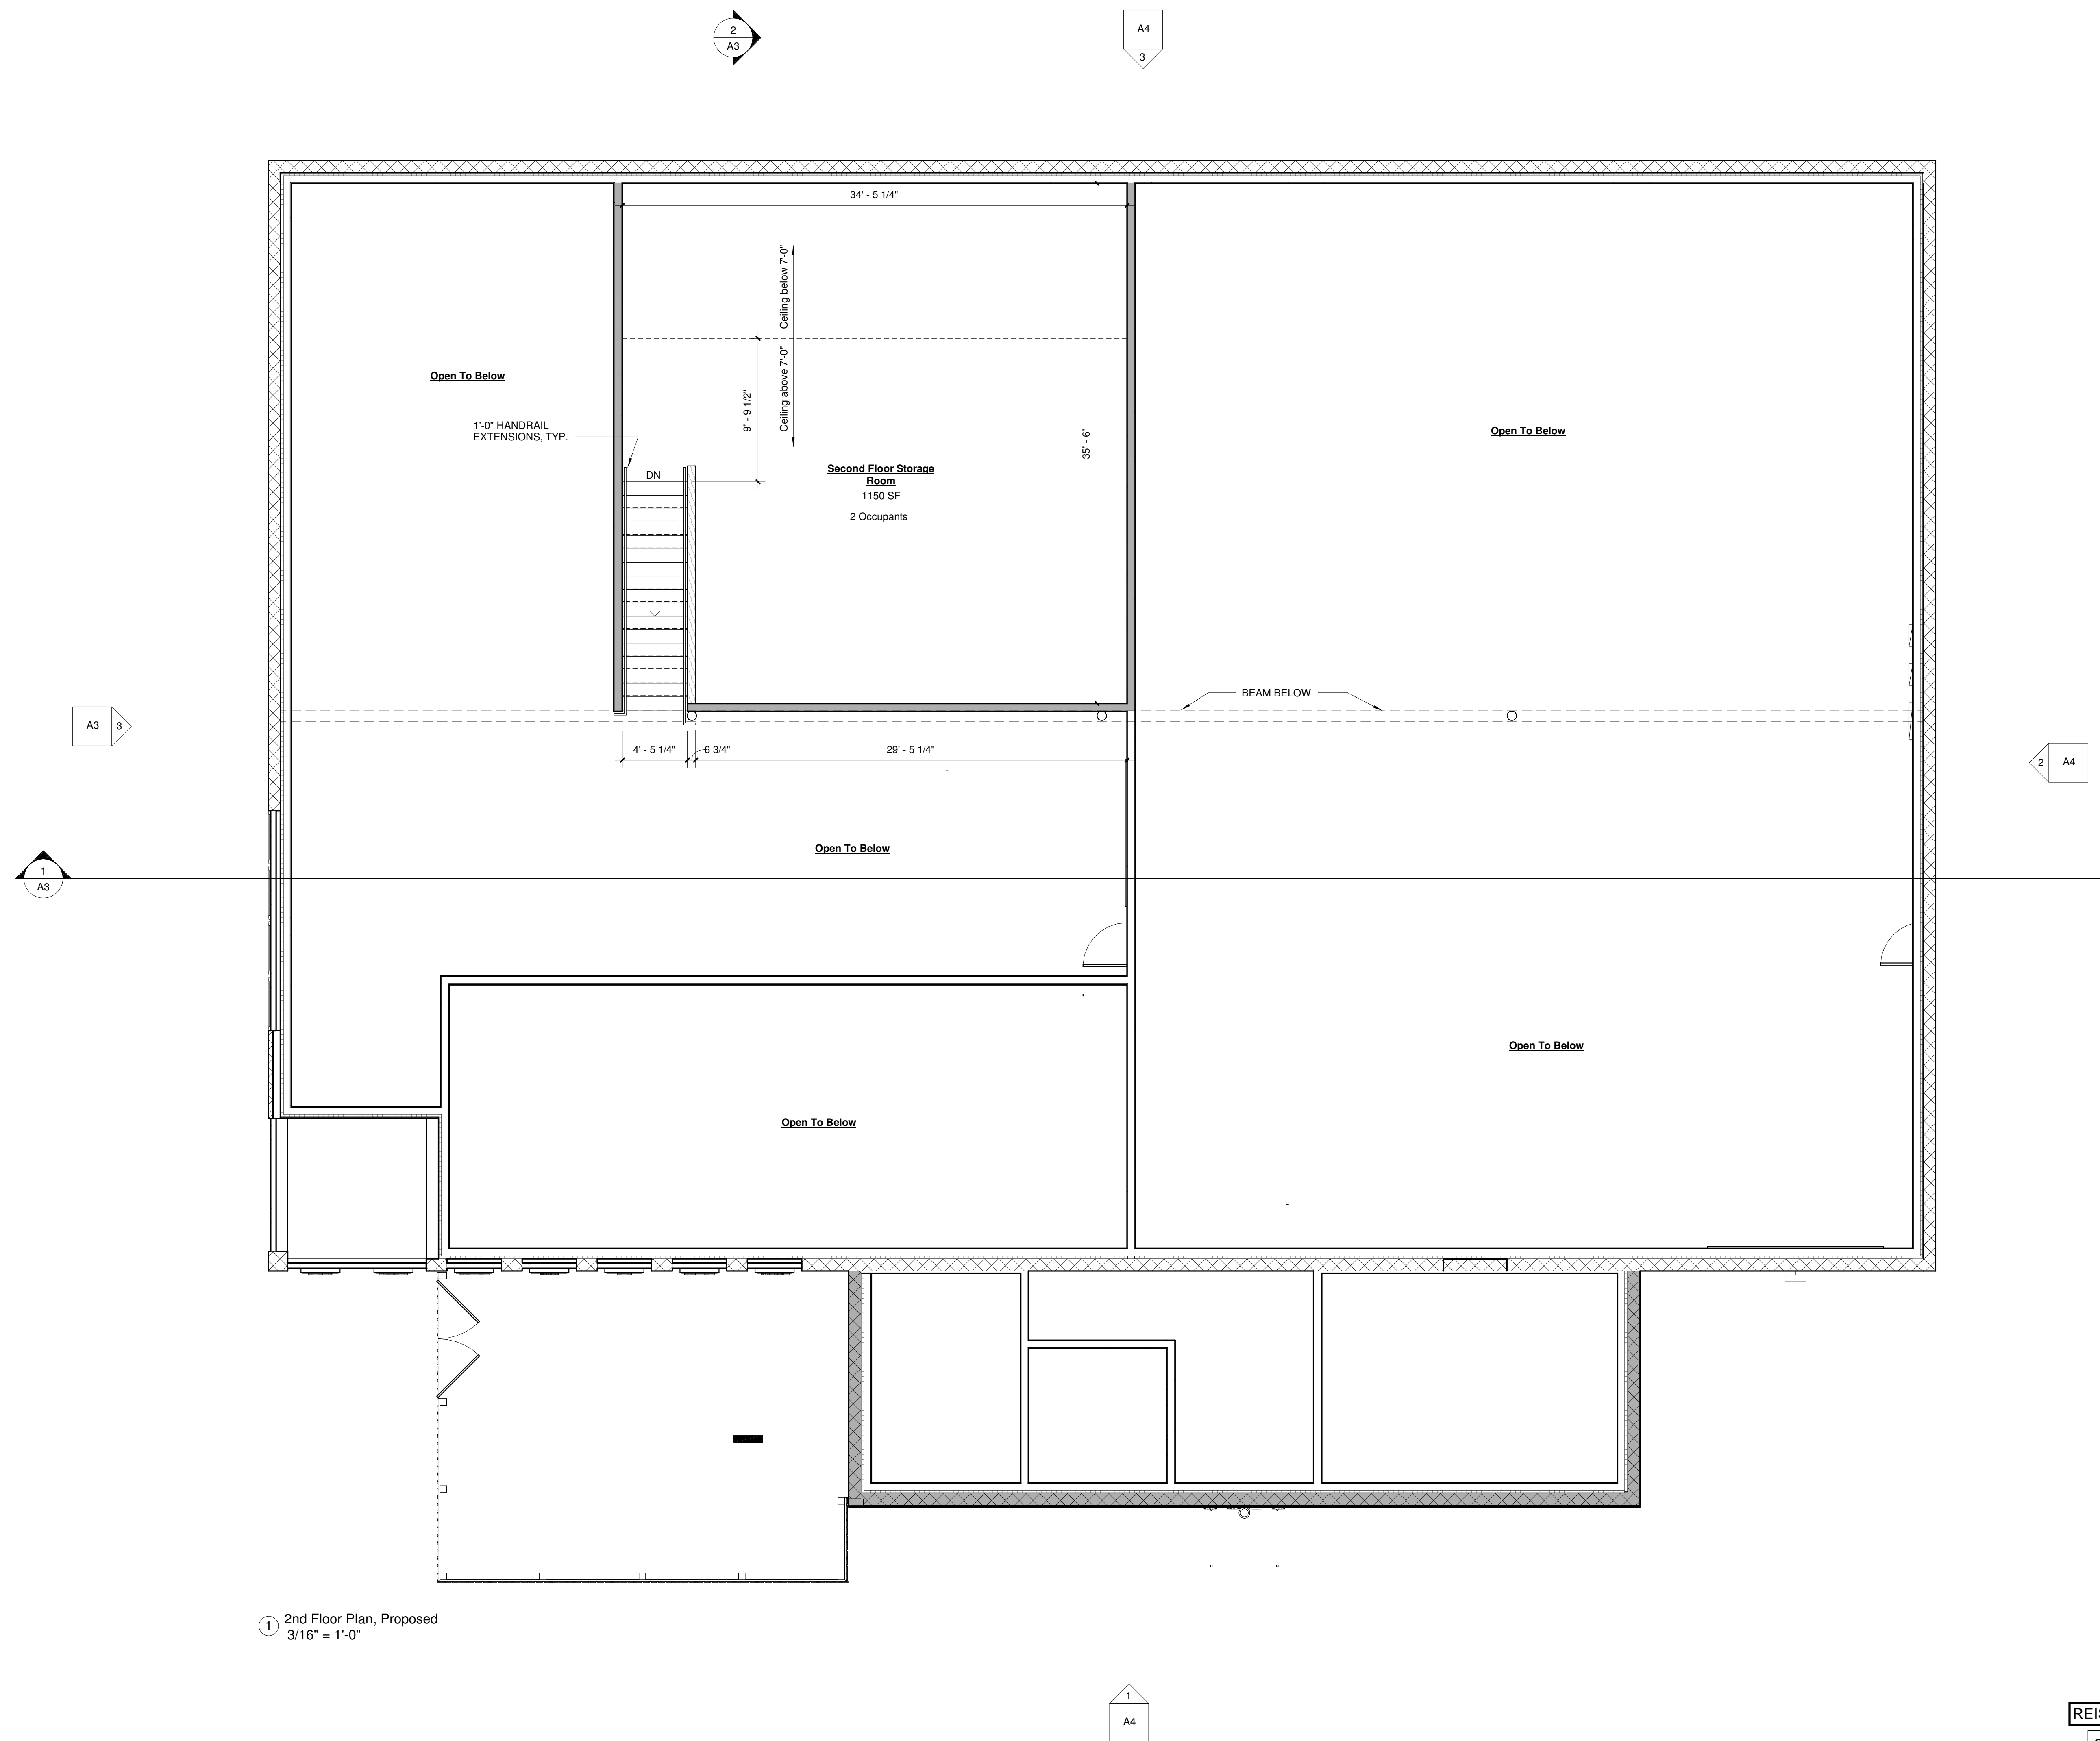 2
A3
A4
3
34' - 5 1/4"
Ceiling below 7'-0"
Ceiling above 7'-0"
9' - 9 1/2"
35' - 6"
Open To Below
Open To Below
1'-0" HANDRAIL
EXTENSIONS, TYP.
DN
Second Floor Storage
Room
1150 SF
2 Occupants
BEAM BELOW
A3
3
4' - 5 1/4"
6 3/4"
29' - 5 1/4"
2
A4
Open To Below
1
A3
Open To Below
Open To Below
1
2nd Floor Plan, Proposed
3/16" = 1'-0"
1
A4